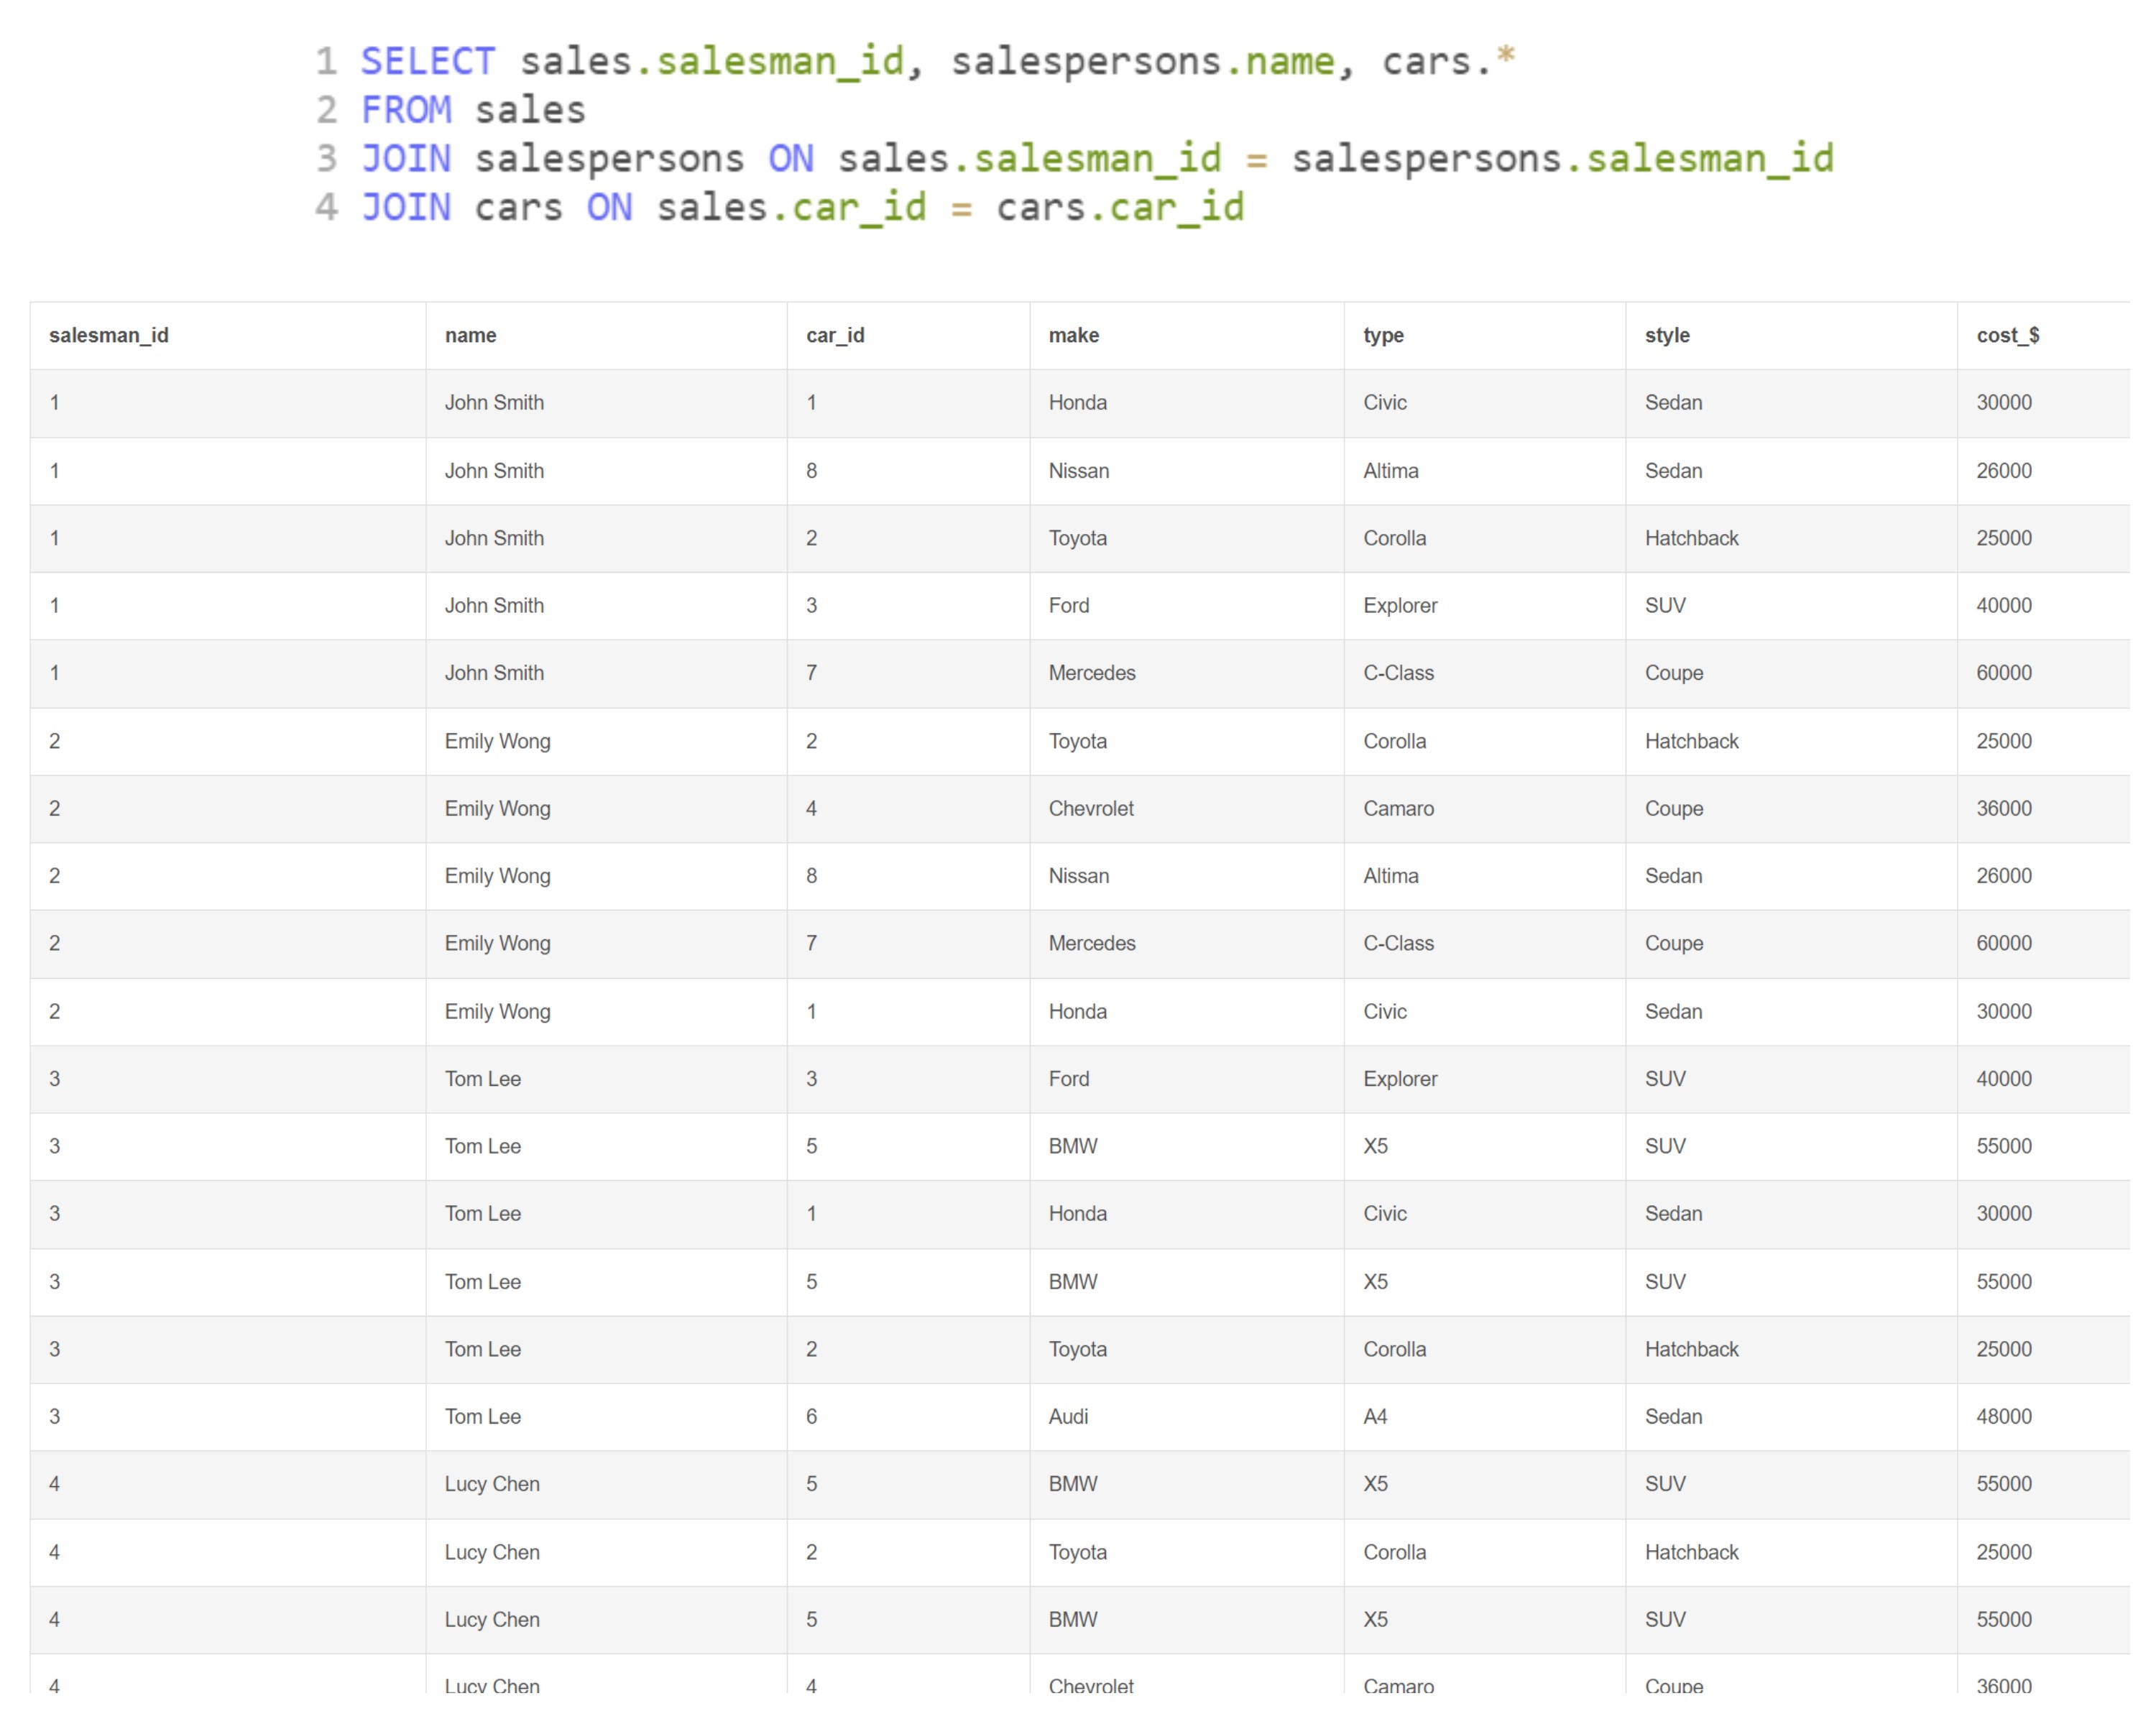 1 SELECT sales.salesman_id, salespersons.name, cars.*
2 FROM sales
3 JOIN salespersons ON sales.salesman_id = salespersons.salesman_id
4 JOIN cars ON sales.car_id = cars.car_id
salesman_id name car_id make type style cost_$
1 John Smith 1 Honda Civic Sedan 30000
1 John Smith 8 Nissan Altima Sedan 26000
1 John Smith 2 Toyota Corolla Hatchback 25000
1 John Smith 3 Ford Explorer SUV 40000
1 John Smith 7 Mercedes C-Class Coupe 60000
2 Emily Wong 2 Toyota Corolla Hatchback 25000
2 Emily Wong 4 Chevrolet Camaro Coupe 36000
2 Emily Wong 8 Nissan Altima Sedan 26000
2 Emily Wong 7 Mercedes C-Class Coupe 60000
2 Emily Wong 1 Honda Civic Sedan 30000
3 Tom Lee 3 Ford Explorer SUV 40000
3 Tom Lee 5 BMW X5 SUV 55000
3 Tom Lee 1 Honda Civic Sedan 30000
3 Tom Lee 5 BMW X5 SUV 55000
3 Tom Lee 2 Toyota Corolla Hatchback 25000
3 Tom Lee 6 Audi A4 Sedan 48000
4 Lucy Chen 5 BMW X5 SUV 55000
4 Lucy Chen 2 Toyota Corolla Hatchback 25000
4 Lucy Chen 5 BMW X5 SUV 55000
4 Lucy Chen 4 Chevrolet Camaro Coupe 36000